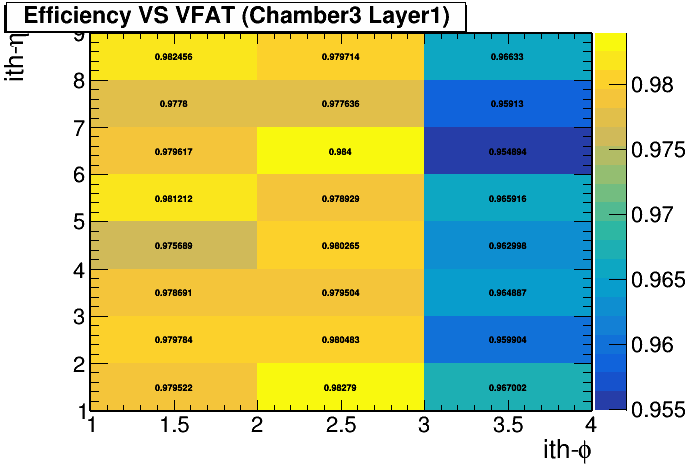 Efficiency VS VFAT (Chamber3 Layer1)
ith-η
9
8
7
6
5
4
3
2
1
0.982456 0.979714 0.96633
0.9778 0.977636 0.95913
0.979617 0.984 0.954894
0.981212 0.978929 0.965916
0.975689 0.980265 0.962998
0.978691 0.979504 0.964887
0.979784 0.980483 0.959904
0.979522 0.98279 0.967002
1 1.5 2 2.5 3 3.5 4
ith-ϕ
0.98
0.975
0.97
0.965
0.96
0.955